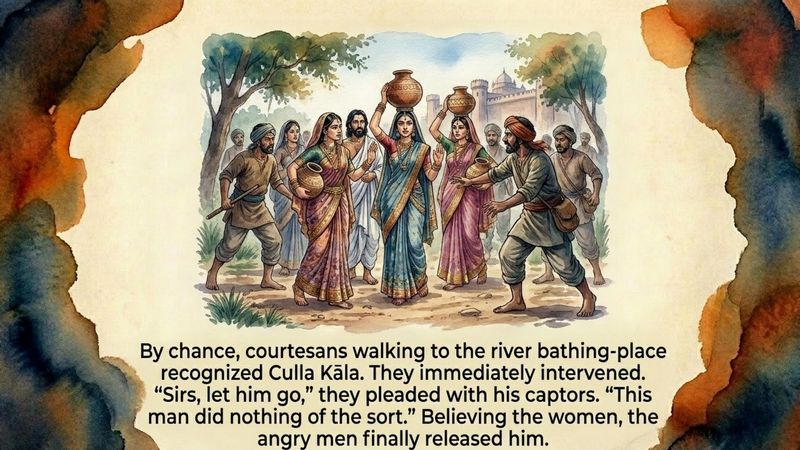 By chance, courtesans walking to the river bathing-place
recognized Culla Kāla. They immediately intervened.
“Sirs, let him go,” they pleaded with his captors. “This
man did nothing of the sort.” Believing the women, the
angry men finally released him.